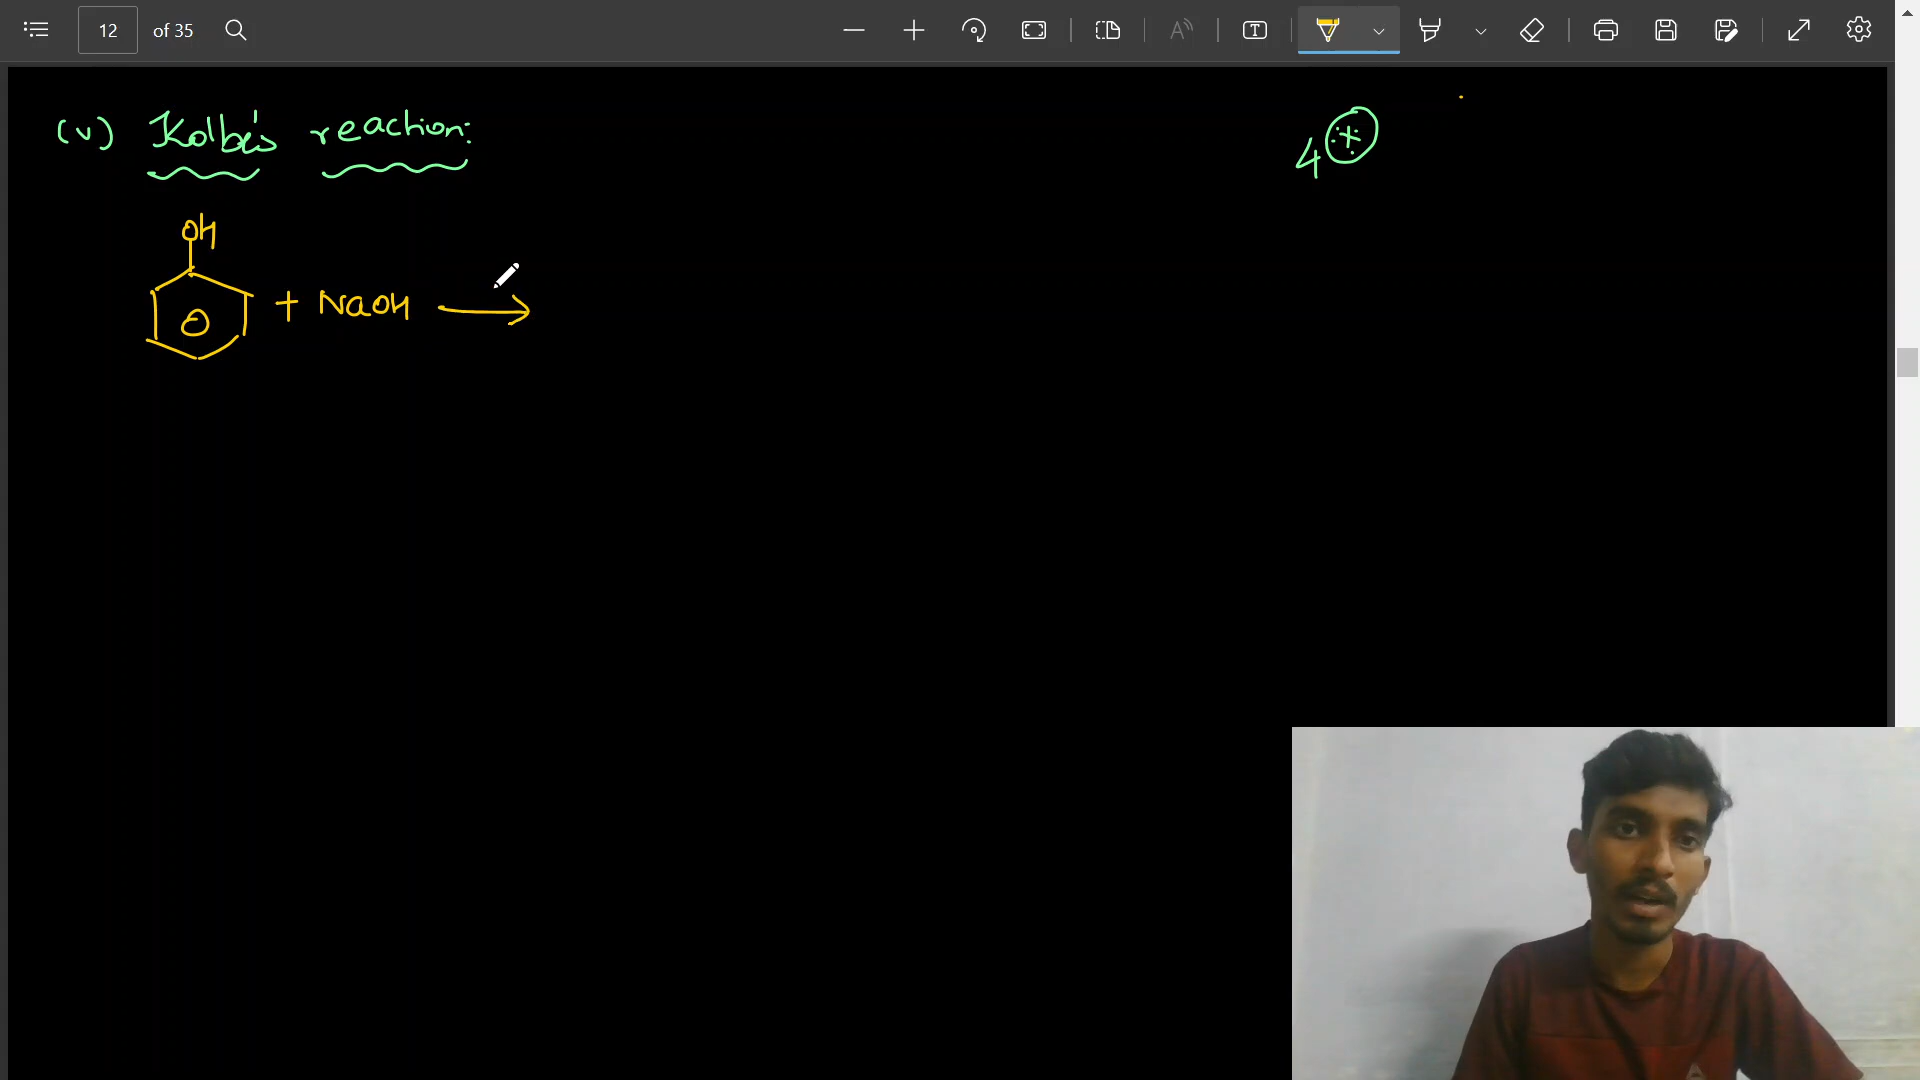 12 of 35
(v) Kolbe's reaction:
4*
OH
+ NaOH →